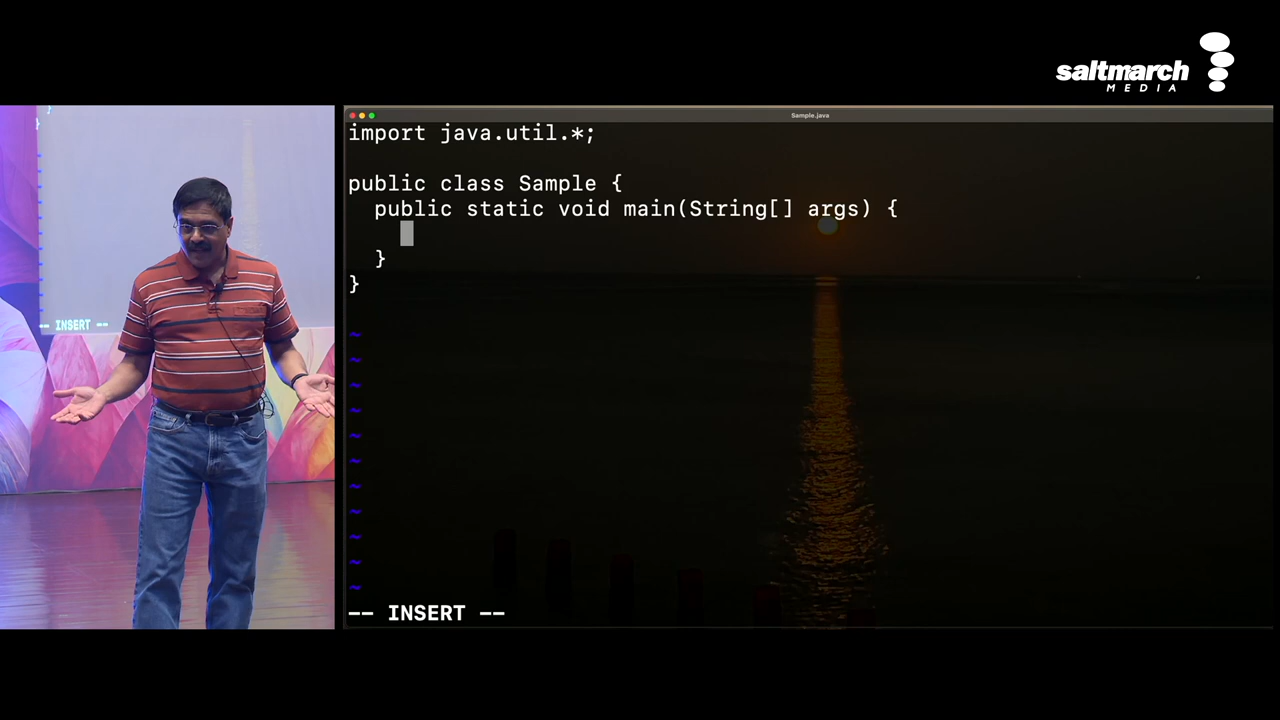 saltmarch
MEDIA
Sample.java
import java.util.*;
public class Sample {
public static void main(String[] args) {
}
}
~
~
~
~
~
~
~
~
~
~
~
-- INSERT --
-- INSERT --